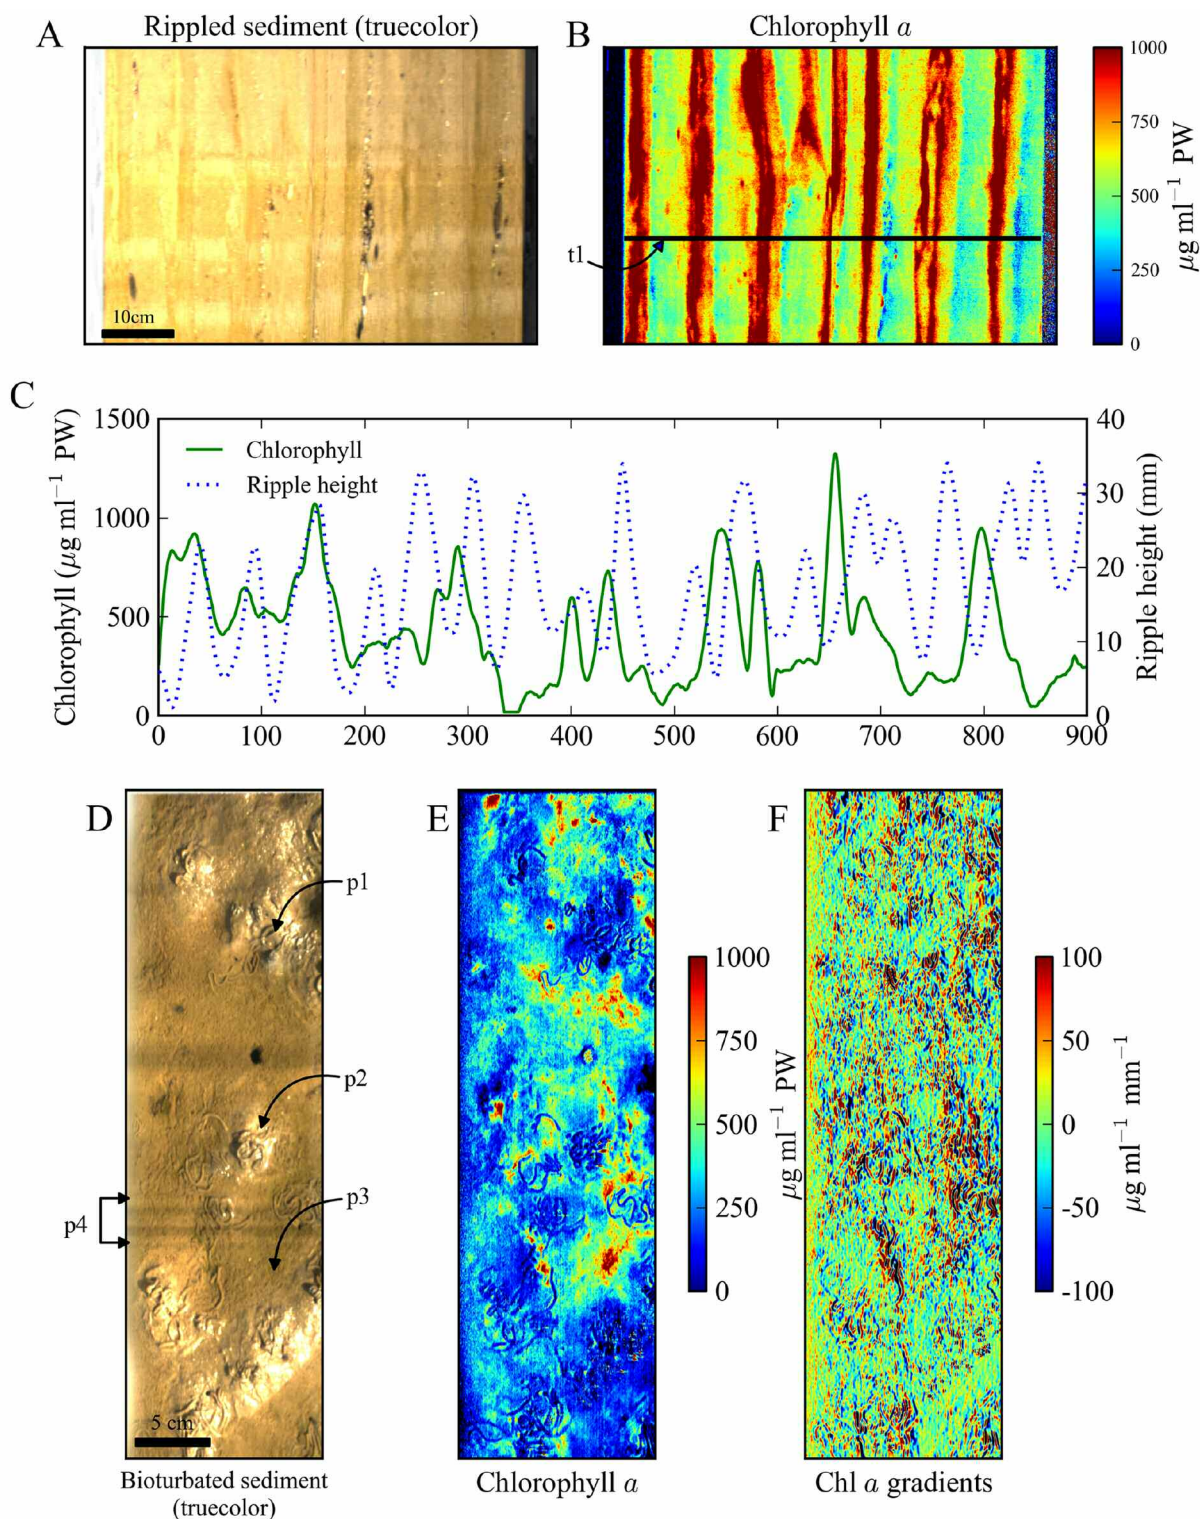 A
Rippled sediment (truecolor)
10cm
B
Chlorophyll a
t1
1000
750
500
250
0
μg ml⁻¹ PW
C
Chlorophyll (μg ml⁻¹ PW)
1500
1000
500
0
Chlorophyll
Ripple height
40
30
20
10
0
Ripple height (mm)
0 100 200 300 400 500 600 700 800 900
D
p1
p2
p3
p4
5 cm
Bioturbated sediment
(truecolor)
E
1000
750
500
250
0
μg ml⁻¹ PW
Chlorophyll a
F
100
50
0
-50
-100
μg ml⁻¹ mm⁻¹
Chl a gradients